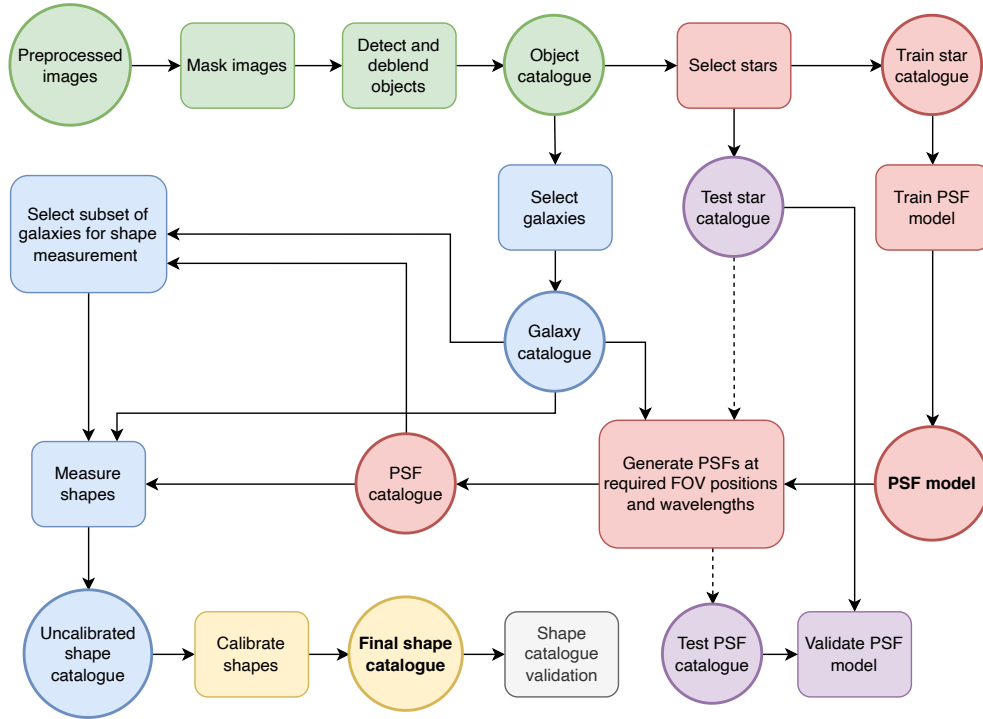 Preprocessed
images
Mask images
Detect and
deblend
objects
Object
catalogue
Select stars
Train star
catalogue
Select subset of
galaxies for shape
measurement
Select
galaxies
Test star
catalogue
Train PSF
model
Galaxy
catalogue
Measure
shapes
PSF
catalogue
Generate PSFs at
required FOV positions
and wavelengths
PSF model
Uncalibrated
shape
catalogue
Calibrate
shapes
Final shape
catalogue
Shape
catalogue
validation
Test PSF
catalogue
Validate PSF
model